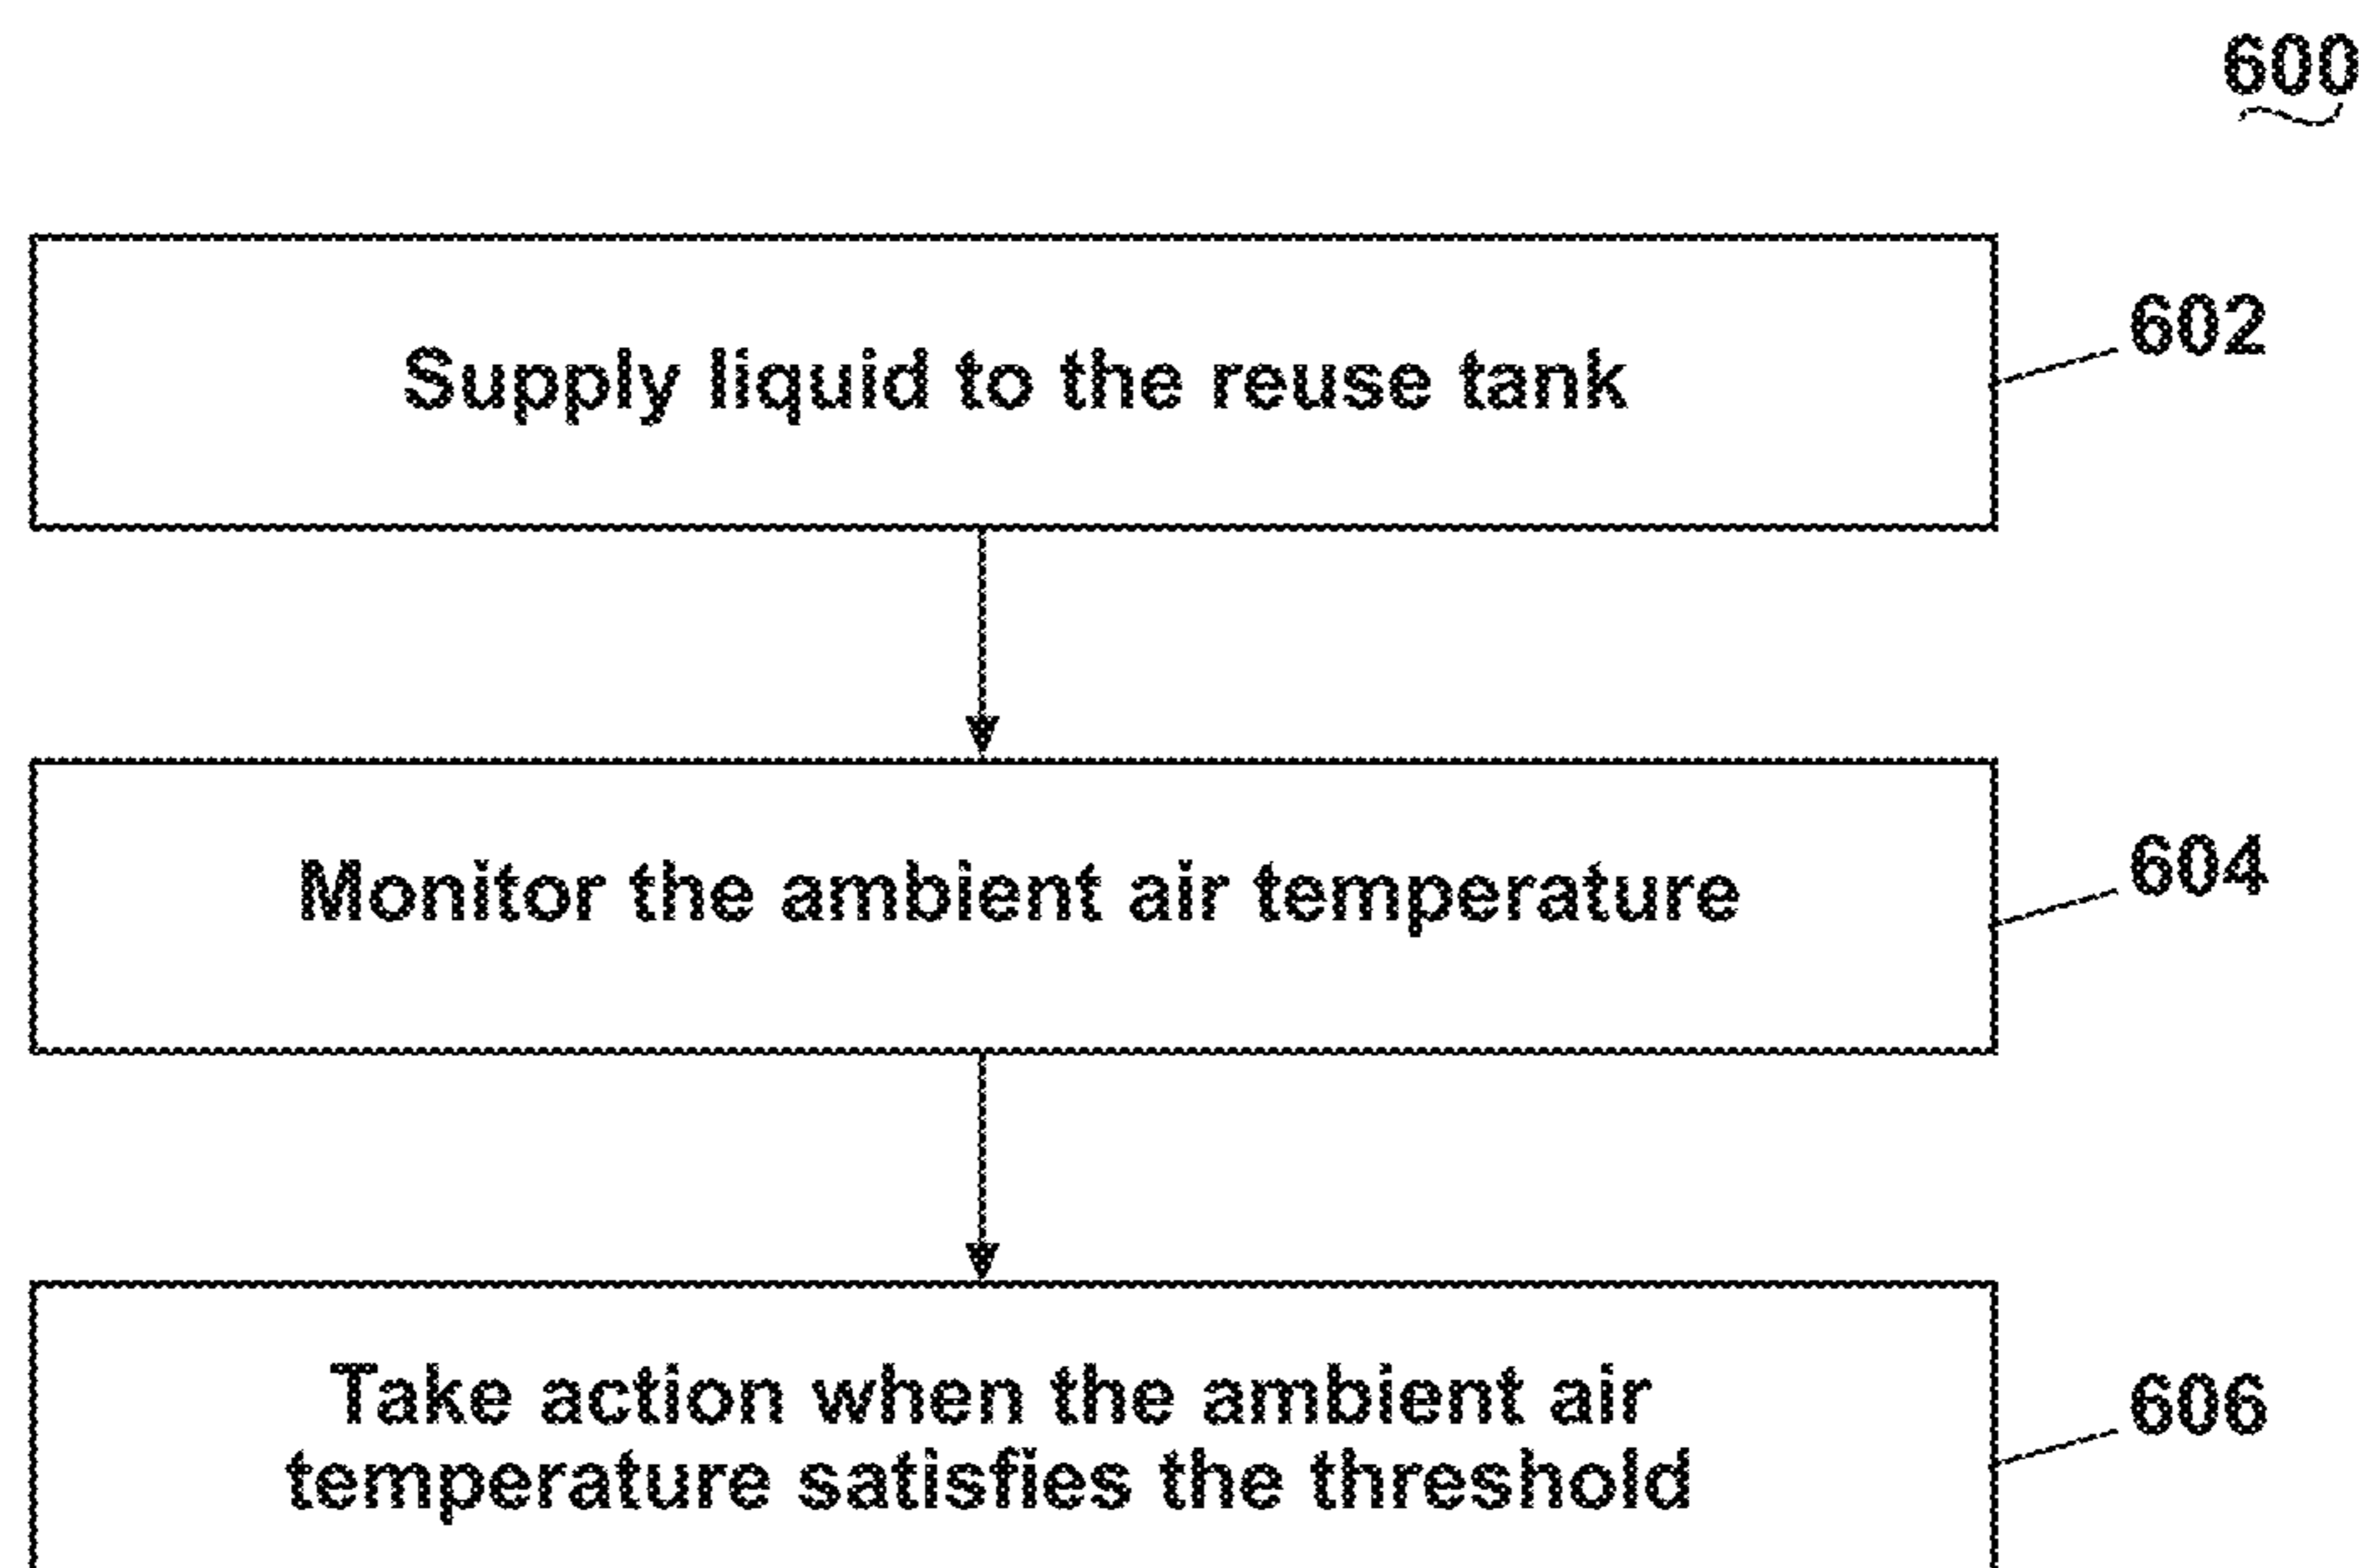 600
Supply liquid to the reuse tank
602
Monitor the ambient air temperature
604
Take action when the ambient air
temperature satisfies the threshold
606